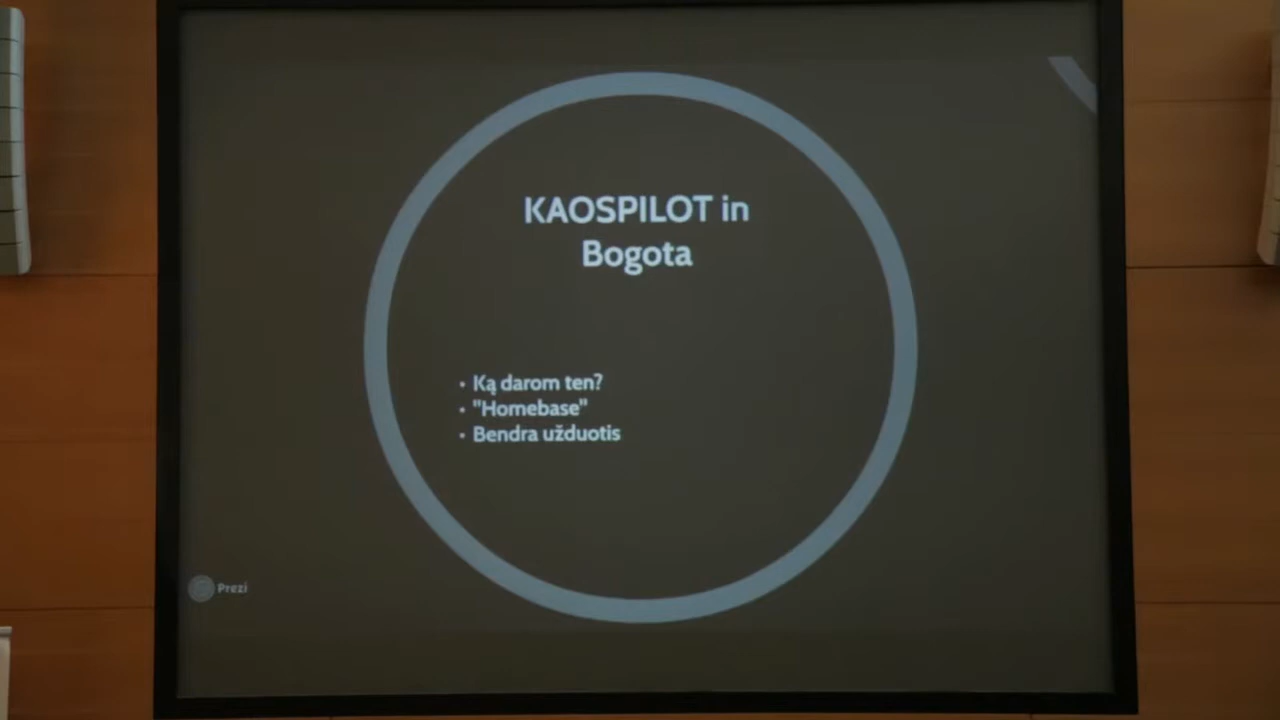 KAOSPILOT in
Bogota
• Ką darom ten?
• "Homebase"
• Bendra užduotis
Prezi